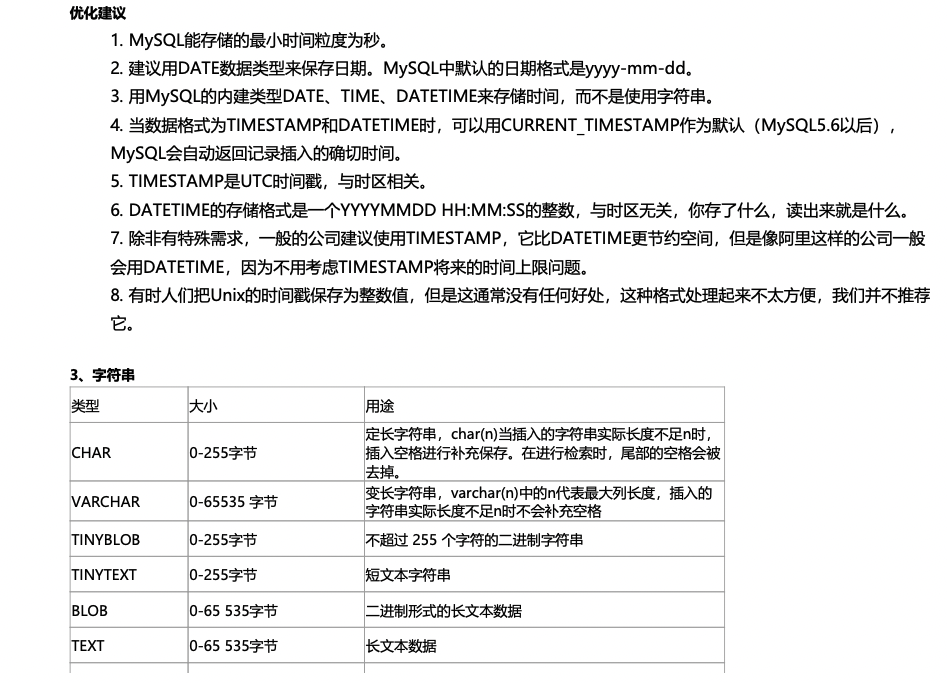 优化建议
1. MySQL能存储的最小时间粒度为秒。
2. 建议用DATE数据类型来保存日期。MySQL中默认的日期格式是yyyy-mm-dd。
3. 用MySQL的内建类型DATE、TIME、DATETIME来存储时间，而不是使用字符串。
4. 当数据格式为TIMESTAMP和DATETIME时，可以用CURRENT_TIMESTAMP作为默认（MySQL5.6以后），
MySQL会自动返回记录插入的确切时间。
5. TIMESTAMP是UTC时间戳，与时区相关。
6. DATETIME的存储格式是一个YYYYMMDD HH:MM:SS的整数，与时区无关，你存了什么，读出来就是什么。
7. 除非有特殊需求，一般的公司建议使用TIMESTAMP，它比DATETIME更节约空间，但是像阿里这样的公司一般
会用DATETIME，因为不用考虑TIMESTAMP将来的时间上限问题。
8. 有时人们把Unix的时间戳保存为整数值，但是这通常没有任何好处，这种格式处理起来不太方便，我们并不推荐
它。
3、字符串
类型 大小 用途
CHAR 0-255字节 定长字符串，char(n)当插入的字符串实际长度不足n时，
插入空格进行补充保存。在进行检索时，尾部的空格会被
去掉。
VARCHAR 0-65535 字节 变长字符串，varchar(n)中的n代表最大列长度，插入的
字符串实际长度不足n时不会补充空格
TINYBLOB 0-255字节 不超过 255 个字符的二进制字符串
TINYTEXT 0-255字节 短文本字符串
BLOB 0-65 535字节 二进制形式的长文本数据
TEXT 0-65 535字节 长文本数据